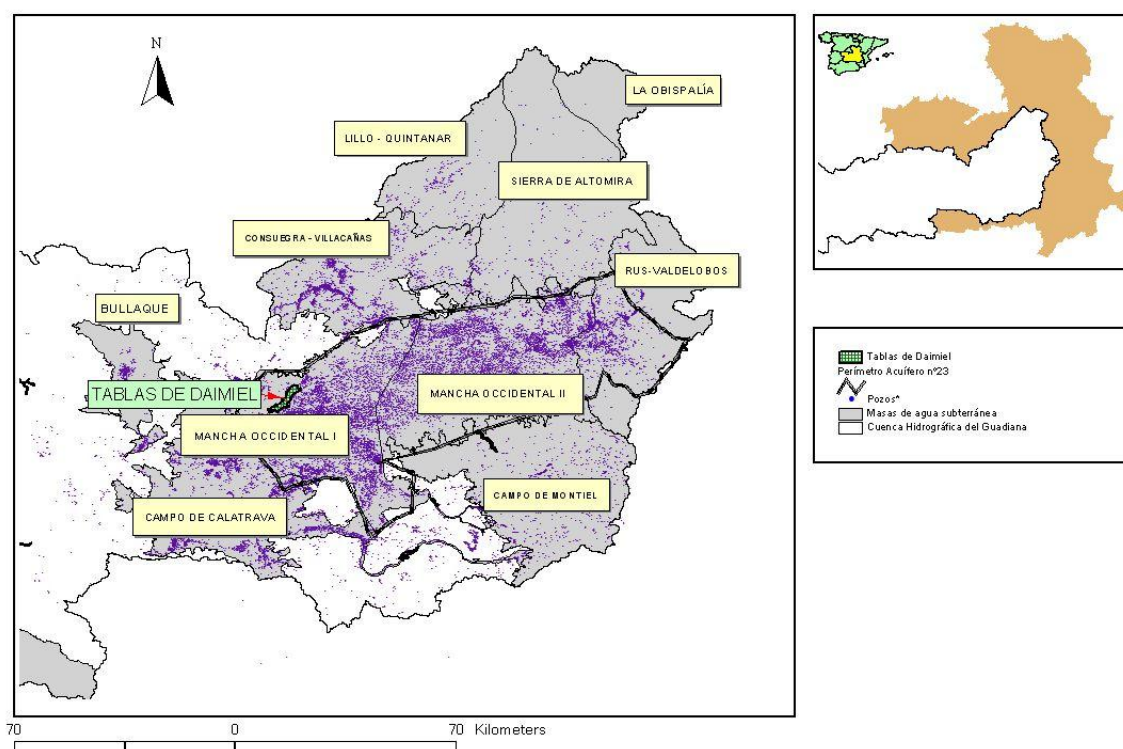 N
LA OBISPALÍA
LILLO - QUINTANAR
SIERRA DE ALTOMIRA
CONSUEGRA - VILLACAÑAS
RUS-VALDELOBOS
BULLAQUE
TABLAS DE DAIMIEL
MANCHA OCCIDENTAL II
MANCHA OCCIDENTAL I
CAMPO DE MONTIEL
CAMPO DE CALATRAVA
70 0 70 Kilometers
Tablas de Daimiel
Perímetro Acuífero nº23
Pozos*
Masas de agua subterránea
Cuenca Hidrográfica del Guadiana